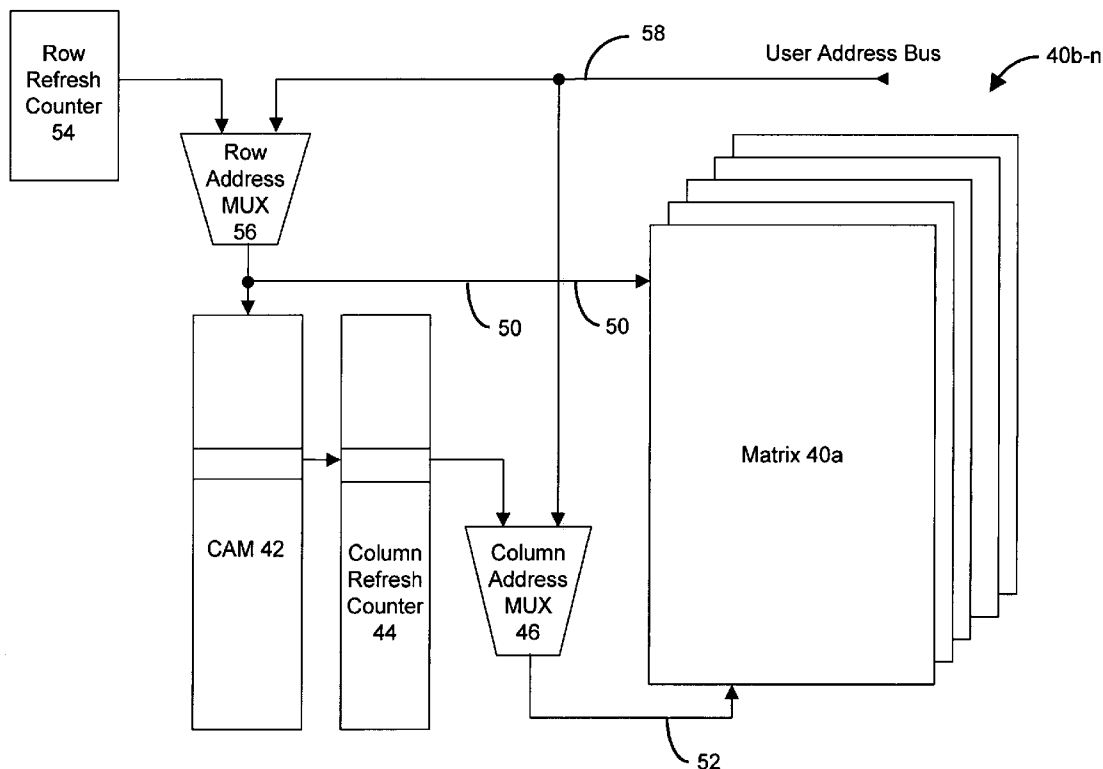 58
User Address Bus
40b-n
Row
Refresh
Counter
54
Row
Address
MUX
56
50
50
Matrix 40a
CAM 42
Column
Refresh
Counter
44
Column
Address
MUX
46
52